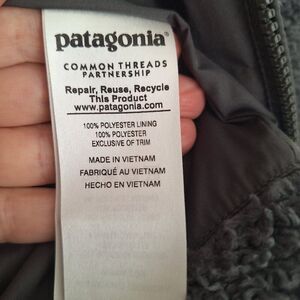 patagonia®
COMMON THREADS
PARTNERSHIP
Repair, Reuse, Recycle
This Product
www.patagonia.com
100% POLYESTER LINING
100% POLYESTER
EXCLUSIVE OF TRIM
MADE IN VIETNAM
FABRIQUÉ AU VIETNAM
HECHO EN VIETNAM